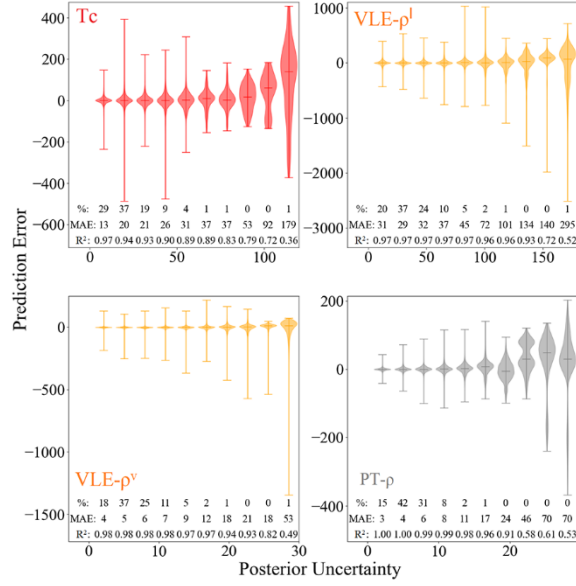 Prediction Error
Tc
400
200
0
−200
−400
−600
%: 29 37 19 9 4 1 1 0 0 1
MAE: 13 20 21 26 31 37 37 53 92 179
R²: 0.97 0.94 0.93 0.90 0.89 0.89 0.83 0.79 0.72 0.36
0 50 100
VLE-ρˡ
1000
0
−1000
−2000
−3000
%: 20 37 24 10 5 2 1 0 0 1
MAE: 31 29 32 37 45 72 101 134 140 295
R²: 0.97 0.97 0.97 0.97 0.97 0.96 0.96 0.93 0.72 0.52
0 50 100 150
0
−500
−1000
−1500
VLE-ρᵛ
%: 18 37 25 11 5 2 1 0 0 1
MAE: 4 5 6 7 9 12 18 21 18 53
R²: 0.98 0.98 0.98 0.98 0.97 0.97 0.94 0.93 0.82 0.49
0 10 20 30
200
0
−200
−400
PT-ρ
%: 15 42 31 8 2 1 0 0 0 0
MAE: 3 4 6 8 11 17 24 46 70 70
R²: 1.00 1.00 0.99 0.99 0.98 0.96 0.91 0.58 0.61 0.53
0 20
Posterior Uncertainty